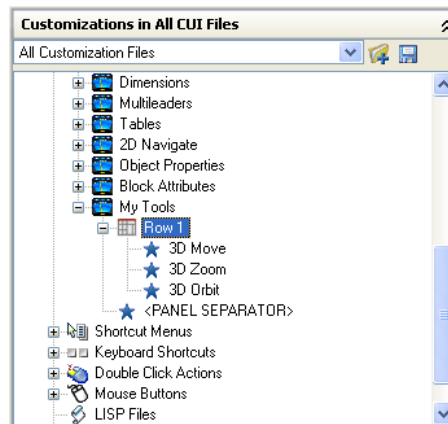 Customizations in All CUI Files
All Customization Files
Dimensions
Multileaders
Tables
2D Navigate
Object Properties
Block Attributes
My Tools
Row 1
3D Move
3D Zoom
3D Orbit
<PANEL SEPARATOR>
Shortcut Menus
Keyboard Shortcuts
Double Click Actions
Mouse Buttons
LISP Files